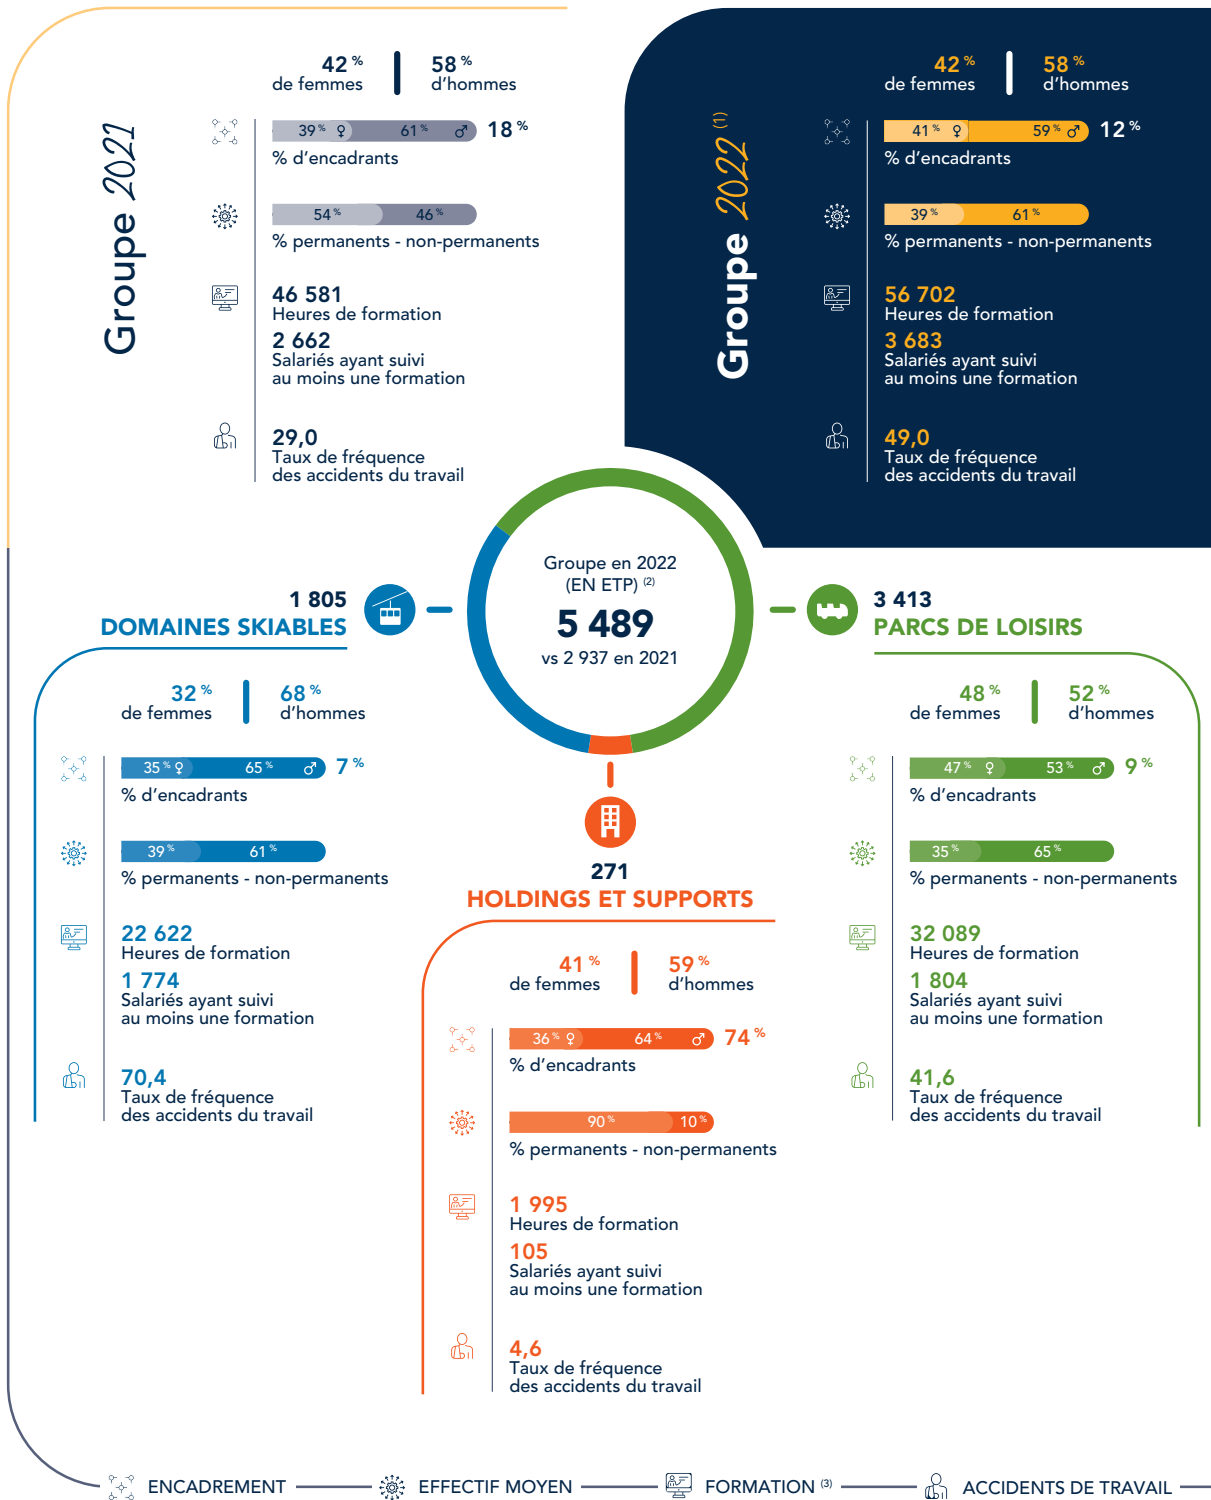 Groupe 2021
42 % de femmes
58 % d'hommes
39 % ♀ 61 % ♂ 18 %
% d'encadrants
54 % 46 %
% permanents - non-permanents
46 581
Heures de formation
2 662
Salariés ayant suivi
au moins une formation
29,0
Taux de fréquence
des accidents du travail
Groupe 2022 (1)
42 % de femmes
58 % d'hommes
41 % ♀ 59 % ♂ 12 %
% d'encadrants
39 % 61 %
% permanents - non-permanents
56 702
Heures de formation
3 683
Salariés ayant suivi
au moins une formation
49,0
Taux de fréquence
des accidents du travail
Groupe en 2022
(EN ETP) (2)
5 489
vs 2 937 en 2021
1 805
DOMAINES SKIABLES
32 % de femmes
68 % d'hommes
35 % ♀ 65 % ♂ 7 %
% d'encadrants
39 % 61 %
% permanents - non-permanents
22 622
Heures de formation
1 774
Salariés ayant suivi
au moins une formation
70,4
Taux de fréquence
des accidents du travail
271
HOLDINGS ET SUPPORTS
41 % de femmes
59 % d'hommes
36 % ♀ 64 % ♂ 74 %
% d'encadrants
90 % 10 %
% permanents - non-permanents
1 995
Heures de formation
105
Salariés ayant suivi
au moins une formation
4,6
Taux de fréquence
des accidents du travail
3 413
PARCS DE LOISIRS
48 % de femmes
52 % d'hommes
47 % ♀ 53 % ♂ 9 %
% d'encadrants
35 % 65 %
% permanents - non-permanents
32 089
Heures de formation
1 804
Salariés ayant suivi
au moins une formation
41,6
Taux de fréquence
des accidents du travail
ENCADREMENT EFFECTIF MOYEN FORMATION (3) ACCIDENTS DE TRAVAIL